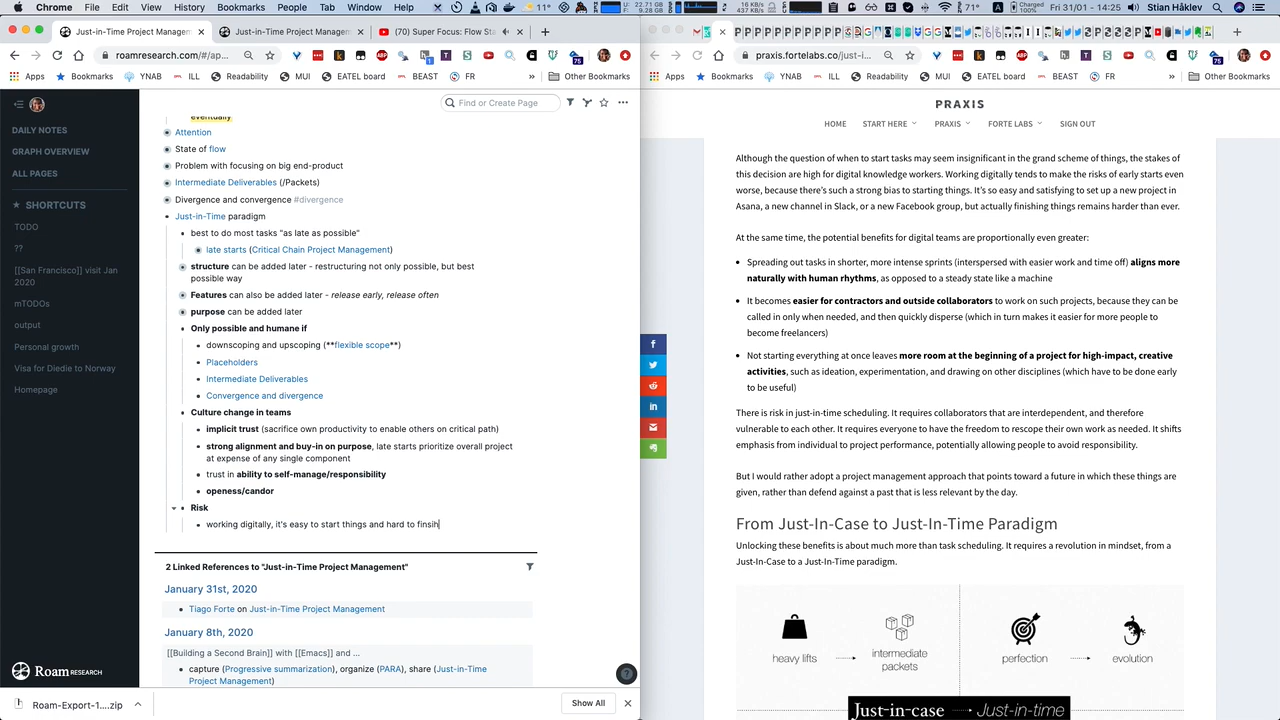 Chrome File Edit View History Bookmarks People Tab Window Help
11°
U: 22.71 GB
F: 9.28 GB
16 KB/s
437 KB/s
71°
Charged
100%
Fri 31/01 - 14:25 Stian Håklev
Just-in-Time Project Managemen
Just-in-Time Project Managemen
(70) Super Focus: Flow Sta
roamresearch.com/#/ap...
75
Apps Bookmarks YNAB ILL Readability MUI EATEL board BEAST FR » Other Bookmarks
DAILY NOTES
GRAPH OVERVIEW
ALL PAGES
★ SHORTCUTS
TODO
??
[[San Francisco]] visit Jan
2020
mTODOs
output
Personal growth
Visa for Diedie to Norway
Homepage
Roam RESEARCH
Find or Create Page
eventually
Attention
State of flow
Problem with focusing on big end-product
Intermediate Deliverables (/Packets)
Divergence and convergence #divergence
Just-in-Time paradigm
best to do most tasks "as late as possible"
late starts (Critical Chain Project Management)
structure can be added later - restructuring not only possible, but best
possible way
Features can also be added later - release early, release often
purpose can be added later
Only possible and humane if
downscoping and upscoping (**flexible scope**)
Placeholders
Intermediate Deliverables
Convergence and divergence
Culture change in teams
implicit trust (sacrifice own productivity to enable others on critical path)
strong alignment and buy-in on purpose, late starts prioritize overall project
at expense of any single component
trust in ability to self-manage/responsibility
openess/candor
Risk
working digitally, it's easy to start things and hard to finsih
2 Linked References to "Just-in-Time Project Management"
January 31st, 2020
Tiago Forte on Just-in-Time Project Management
January 8th, 2020
[[Building a Second Brain]] with [[Emacs]] and ...
capture (Progressive summarization), organize (PARA), share (Just-in-Time
Project Management)
Roam-Export-1....zip
Show All
praxis.fortelabs.co/just-i...
75
Apps Bookmarks YNAB ILL Readability MUI EATEL board BEAST FR » Other Bookmarks
PRAXIS
HOME START HERE PRAXIS FORTE LABS SIGN OUT
Although the question of when to start tasks may seem insignificant in the grand scheme of things, the stakes of
this decision are high for digital knowledge workers. Working digitally tends to make the risks of early starts even
worse, because there's such a strong bias to starting things. It's so easy and satisfying to set up a new project in
Asana, a new channel in Slack, or a new Facebook group, but actually finishing things remains harder than ever.
At the same time, the potential benefits for digital teams are proportionally even greater:
Spreading out tasks in shorter, more intense sprints (interspersed with easier work and time off) aligns more
naturally with human rhythms, as opposed to a steady state like a machine
It becomes easier for contractors and outside collaborators to work on such projects, because they can be
called in only when needed, and then quickly disperse (which in turn makes it easier for more people to
become freelancers)
Not starting everything at once leaves more room at the beginning of a project for high-impact, creative
activities, such as ideation, experimentation, and drawing on other disciplines (which have to be done early
to be useful)
There is risk in just-in-time scheduling. It requires collaborators that are interdependent, and therefore
vulnerable to each other. It requires everyone to have the freedom to rescope their own work as needed. It shifts
emphasis from individual to project performance, potentially allowing people to avoid responsibility.
But I would rather adopt a project management approach that points toward a future in which these things are
given, rather than defend against a past that is less relevant by the day.
From Just-In-Case to Just-In-Time Paradigm
Unlocking these benefits is about much more than task scheduling. It requires a revolution in mindset, from a
Just-In-Case to a Just-In-Time paradigm.
heavy lifts
intermediate
packets
perfection
evolution
Just-in-case
Just-in-time